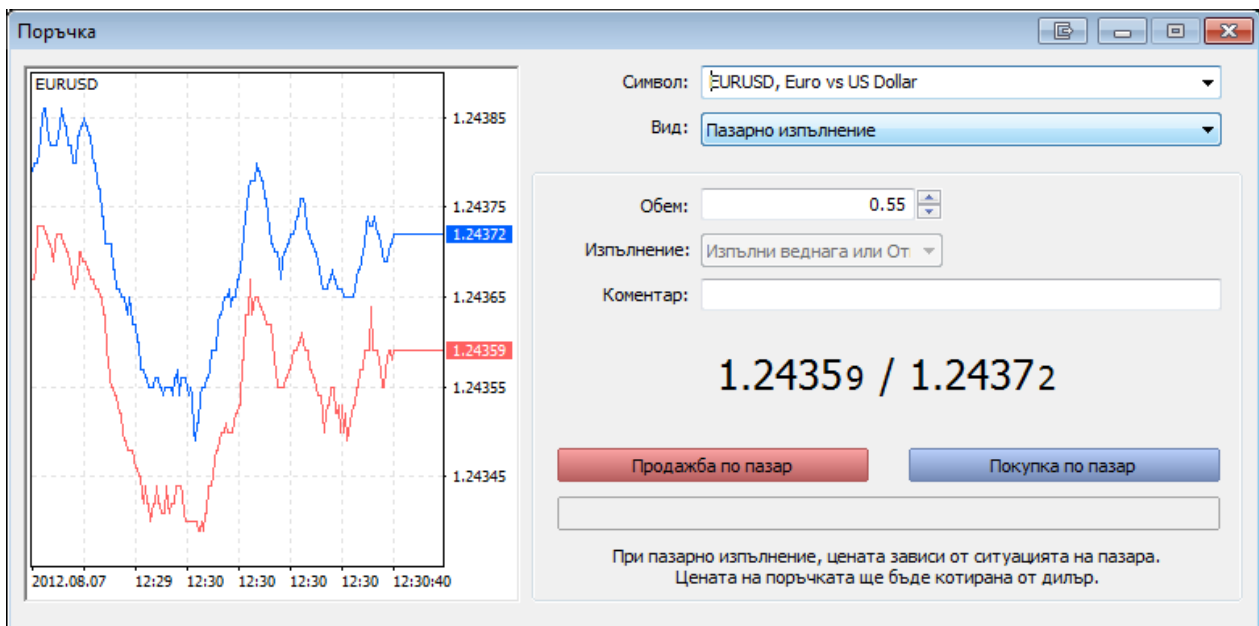 Поръчка
EURUSD
1.24385
1.24375
1.24372
1.24365
1.24359
1.24355
1.24345
2012.08.07 12:29 12:30 12:30 12:30 12:30 12:30:40
Символ: EURUSD, Euro vs US Dollar
Вид: Пазарно изпълнение
Обем: 0.55
Изпълнение: Изпълни веднага или От
Коментар:
1.24359 / 1.24372
Продажба по пазар Покупка по пазар
При пазарно изпълнение, цената зависи от ситуацията на пазара.
Цената на поръчката ще бъде котирана от дилър.